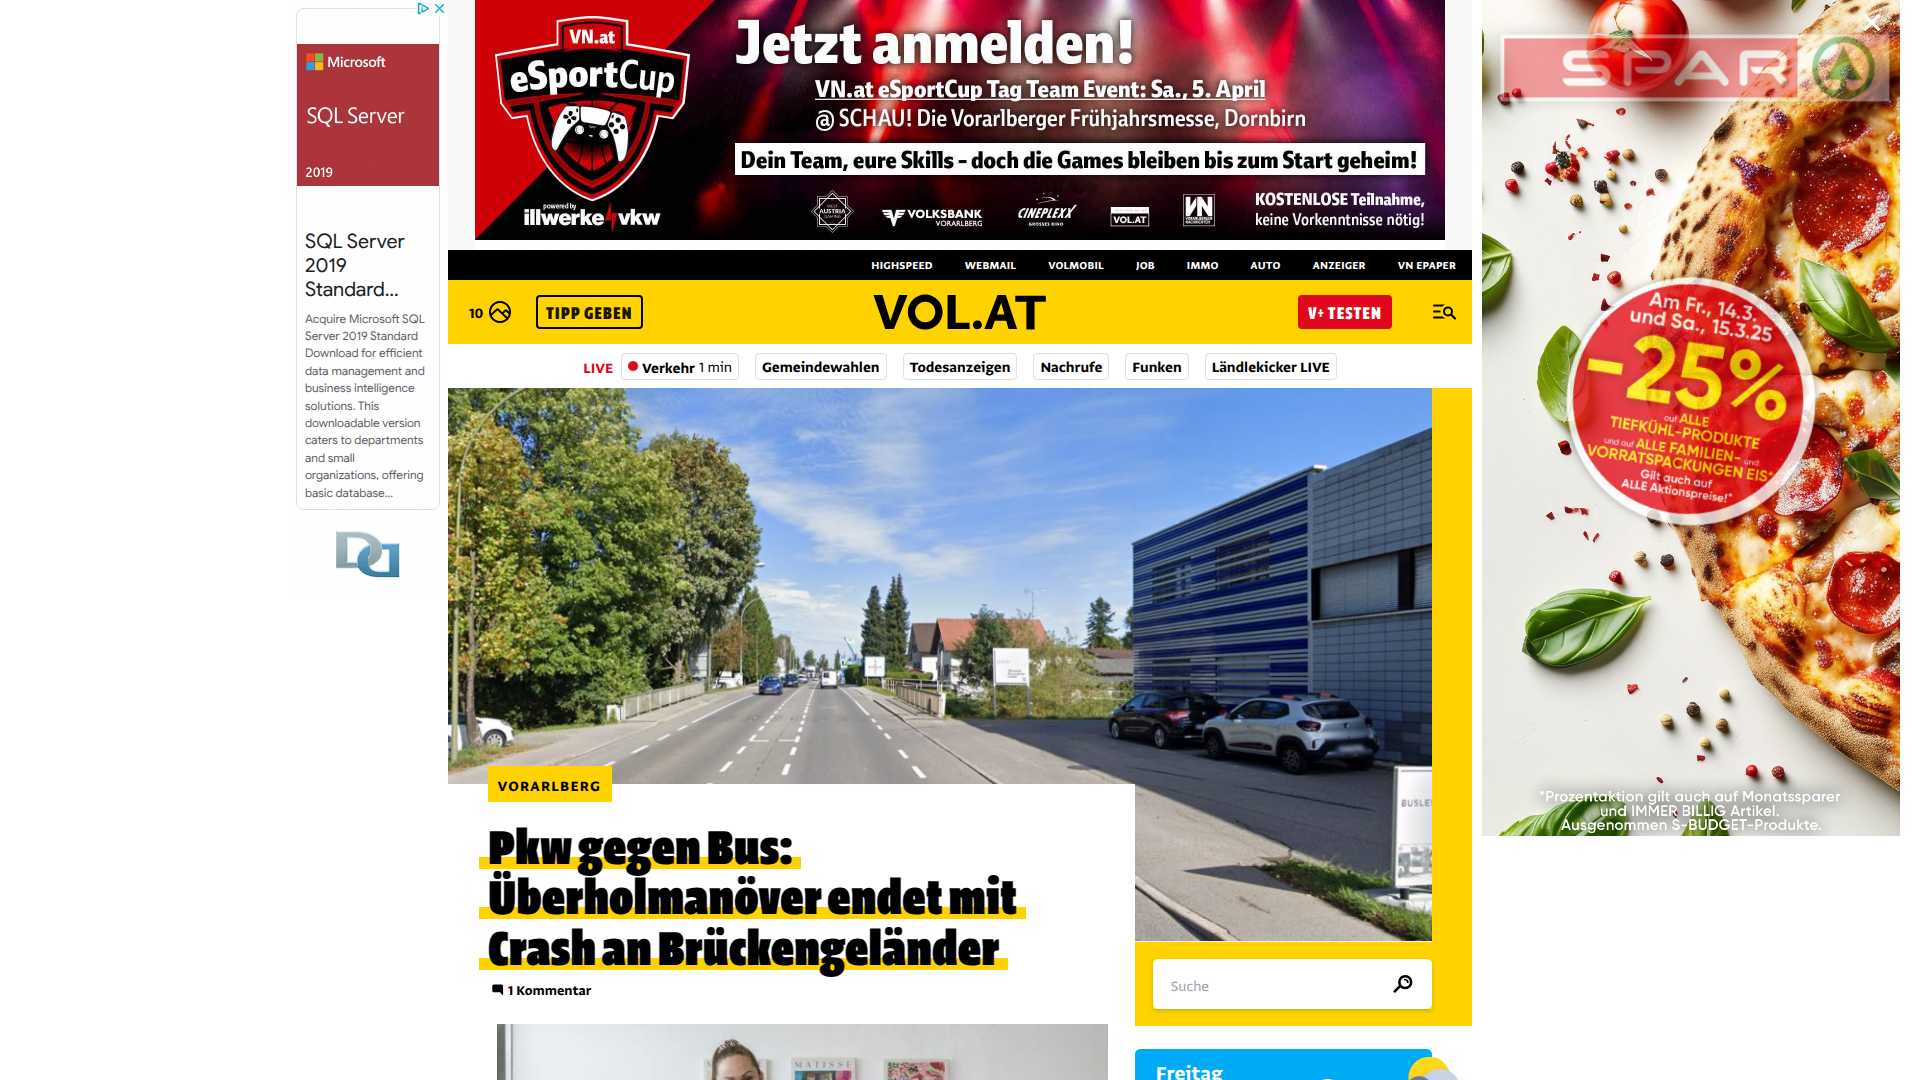 Microsoft
SQL Server
2019
SQL Server
2019
Standard...
Acquire Microsoft SQL
Server 2019 Standard
Download for efficient
data management and
business intelligence
solutions. This
downloadable version
caters to departments
and small
organizations, offering
basic database...
VN.at
eSportCup
powered by
illwerke vkw
Jetzt anmelden!
VN.at eSportCup Tag Team Event: Sa., 5. April
@ SCHAU! Die Vorarlberger Frühjahrsmesse, Dornbirn
Dein Team, eure Skills – doch die Games bleiben bis zum Start geheim!
AUSTRIA
VOLKSBANK
VORARLBERG
CINEPLEXX
VOL.AT
VN
KOSTENLOSE Teilnahme,
keine Vorkenntnisse nötig!
HIGHSPEED WEBMAIL VOLMOBIL JOB IMMO AUTO ANZEIGER VN EPAPER
10
TIPP GEBEN
VOL.AT
V+ TESTEN
LIVE Verkehr 1 min Gemeindewahlen Todesanzeigen Nachrufe Funken Ländlekicker LIVE
VORARLBERG
Pkw gegen Bus:
Überholmanöver endet mit
Crash an Brückengeländer
1 Kommentar
MATISSE
Suche
Freitag
SPAR
Am Fr., 14.3.
und Sa., 15.3.25
-25%
auf ALLE
TIEFKÜHL-PRODUKTE
und auf ALLE FAMILIEN- und
VORRATSPACKUNGEN EIS*
Gilt auch auf
ALLE Aktionspreise!*
*Prozentaktion gilt auch auf Monatssparer
und IMMER BILLIG Artikel.
Ausgenommen S-BUDGET-Produkte.